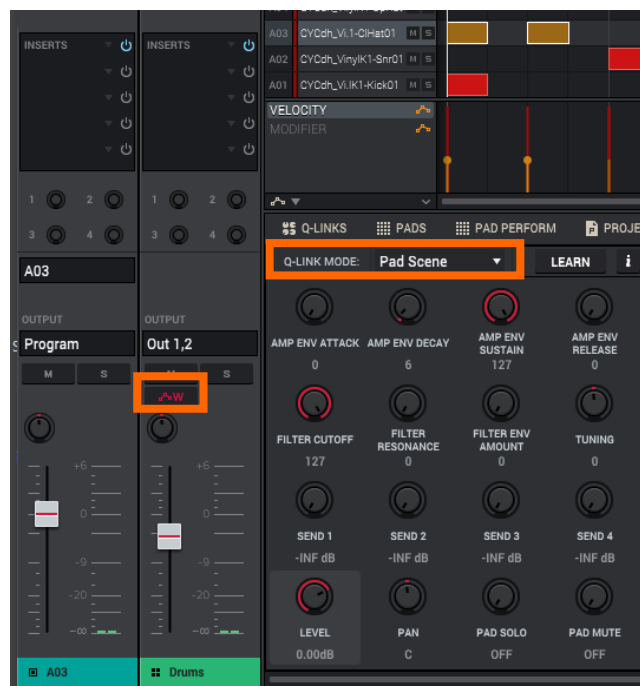 INSERTS
INSERTS
1 2 1 2
3 4 3 4
A03
OUTPUT
OUTPUT
Program
Out 1,2
M S
S
W
+6
+6
0
0
-9
-9
-20
-20
-∞
-∞
A03
Drums
A03 CYCdh_Vi.1-ClHat01 M S
A02 CYCdh_VinylK1-Snr01 M S
A01 CYCdh_Vi.lK1-Kick01 M S
VELOCITY
MODIFIER
Q-LINKS PADS PAD PERFORM PROJE
Q-LINK MODE: Pad Scene LEARN i
AMP ENV ATTACK AMP ENV DECAY AMP ENV SUSTAIN AMP ENV RELEASE
0 6 127 0
FILTER CUTOFF FILTER RESONANCE FILTER ENV AMOUNT TUNING
127 0 0 0
SEND 1 SEND 2 SEND 3 SEND 4
-INF dB -INF dB -INF dB -INF dB
LEVEL PAN PAD SOLO PAD MUTE
0.00dB C OFF OFF